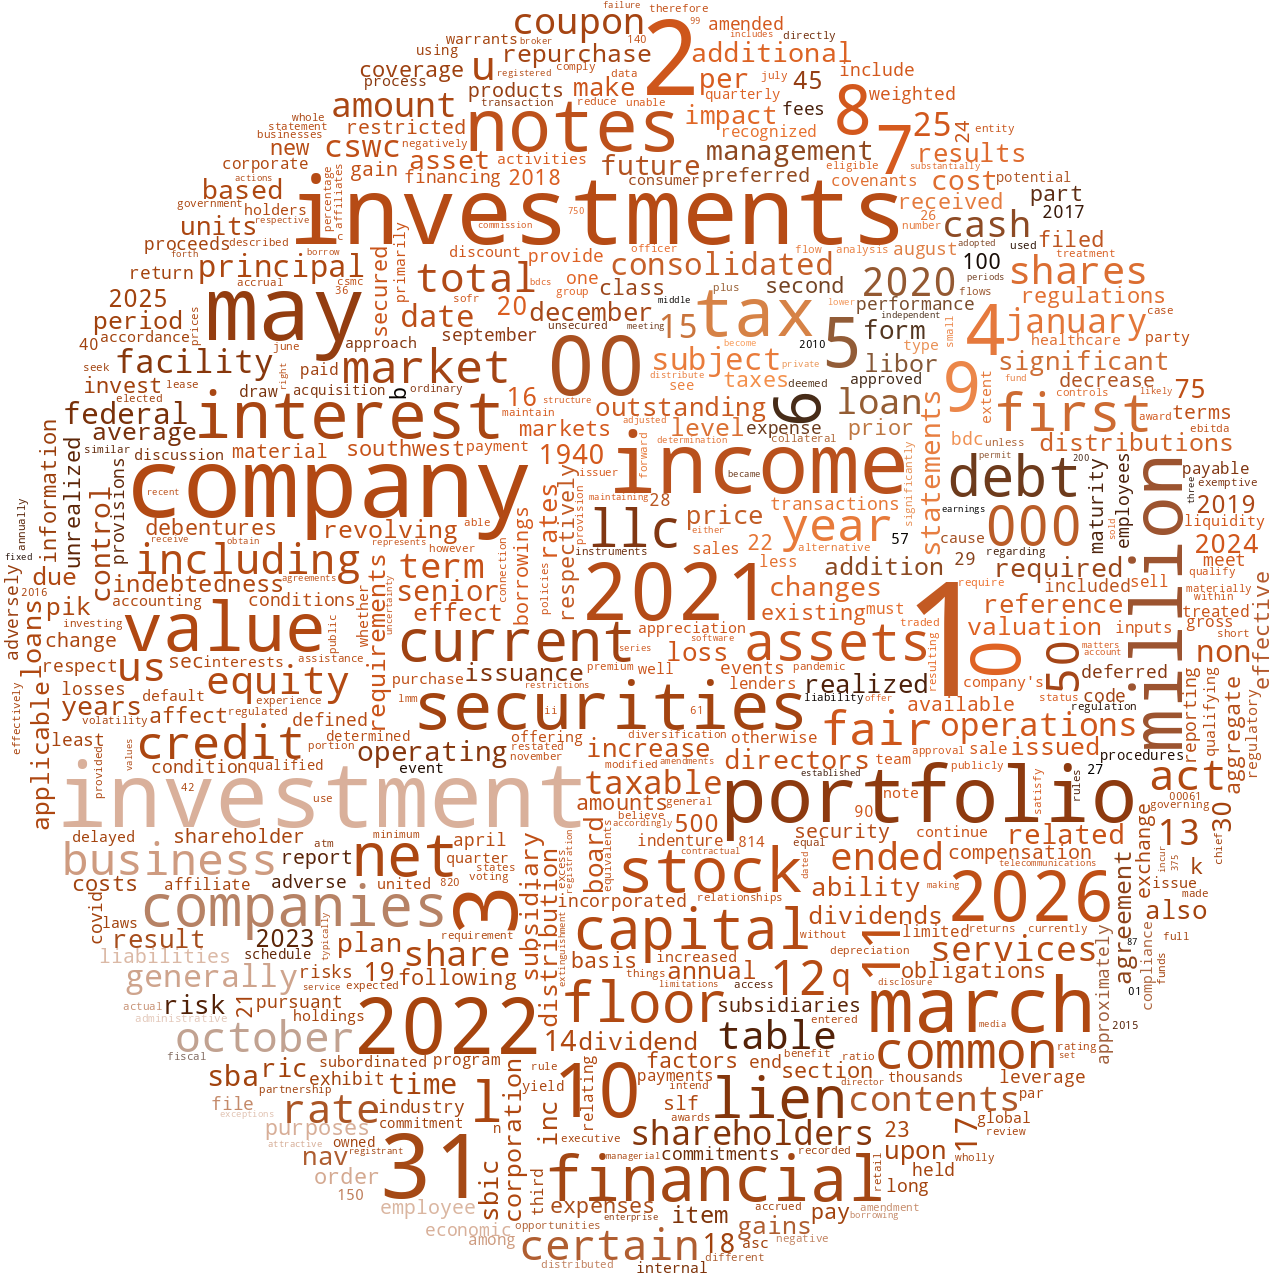 failure therefore
coupon 2 99 amended
warrants broker 140 includes directly
using repurchase additional
coverage u registered comply data per july 45 include
process products make quarterly weighted
amount transaction reduce unable impact fees 8
whole restricted notes recognized 7 25 24 entity
statement businesses new cswc negatively asset activities future management eligible substantially results
corporate gain financing 2018 consumer preferred covenants cost potential
actions based percentage affiliates investments 750 received part
government holders units respective commission 26 number cash 2017
proceeds described c discount provide officer flow analysis august adopted used filed
forth borrow return principal secured primarily total bdcs one group consolidated plus second 2020 flows 100 treatment shares
accrual csmc 36 sofr class periods regulations
2025 prices may date 20 december middle 15 tax lower performance small 4 january case
period september unsecured meeting 00 independent 5 form type healthcare party
40 accordance june approach 2010 become libor significant
facility right paid market subject private 9 fund decrease
seek invest lease draw acquisition b ordinary 16 structure distribute see taxes deemed approved extent controls likely 75
federal elected interest maintain outstanding adjusted level expense 6 loan first award terms
average markets determination collateral prior bdc unless ebitda
similar discussion material southwest payment 1940 issuer forward statements distributions
information unrealized provisions recent company respectively maintaining 28 became income significantly permit 200 debt maturity employees payable
annually control debentures revolving able instruments llc price transactions earnings three exemptive 2019
fixed adversely receive obtain including represents however connection policies rates provision either year 57 cause 000 sold million liquidity
due indebtedness agreements requirements term borrowings sales 22 alternative less addition 29 regarding required meet 2024
2016 pik accounting conditions senior 2021 changes require included sell qualify
loans investing change value public whether uncertainty effect existing must 1 reference materially within effective
respect us sec interests assistance current series appreciation software assets traded valuation inputs treated gross short
applicable losses default experience equity purchase issuance premium loss well events pandemic 0 matters account non
years volatility regulated lmm restrictions lenders realized company's 50 deferred
affect defined securities ii 61 liability offer available resulting status code regulation reporting
effectively least credit determined portion offering diversification otherwise fair operations qualifying regulatory
values condition qualified operating restated november increase directors team approval sale issued procedures
provided 42 event modified amendments established publicly satisfy rules 27 act aggregate
investment use taxable amounts general portfolio 00061 governing
delayed shareholder atm minimum april believe accordingly 500 90 note continue related exchange 13 30 chief
business report net quarter states board equivalents indenture contractual 814 security equal ended compensation incur 375
costs affiliate adverse united 820 voting excess registration stock dated ability telecommunications k issue
covid companies 3 subsidiary incorporated relationships making 2026 agreement made
laws result 2023 requirement distribution capital without dividends limited returns currently also
liabilities schedule typically plan share basis increased depreciation 11 services 87 full
generally service risks expected 19 following extinguishment things annual 12 q obligations approximately compliance funds
actual risk 21 pursuant limitations access disclosure 01
administrative holdings 2022 floor subsidiaries march media 2015
october 14 dividend table entered common rating
fiscal subordinated program rule factors end benefit ratio set
sba ric exhibit time yield 10 payments section director thousands leverage
partnership rate industry l relating intend slf lien contents par
file exceptions commitment corporation inc awards 17 global
purposes attractive owned n executive shareholders 23 review
nav registrant 31 sbic managerial commitments recorded upon wholly
order third financial retail held
150 employee expenses item accrued pay long amendment
economic opportunities enterprise gains borrowing
among certain 18 asc negative
distributed different
internal